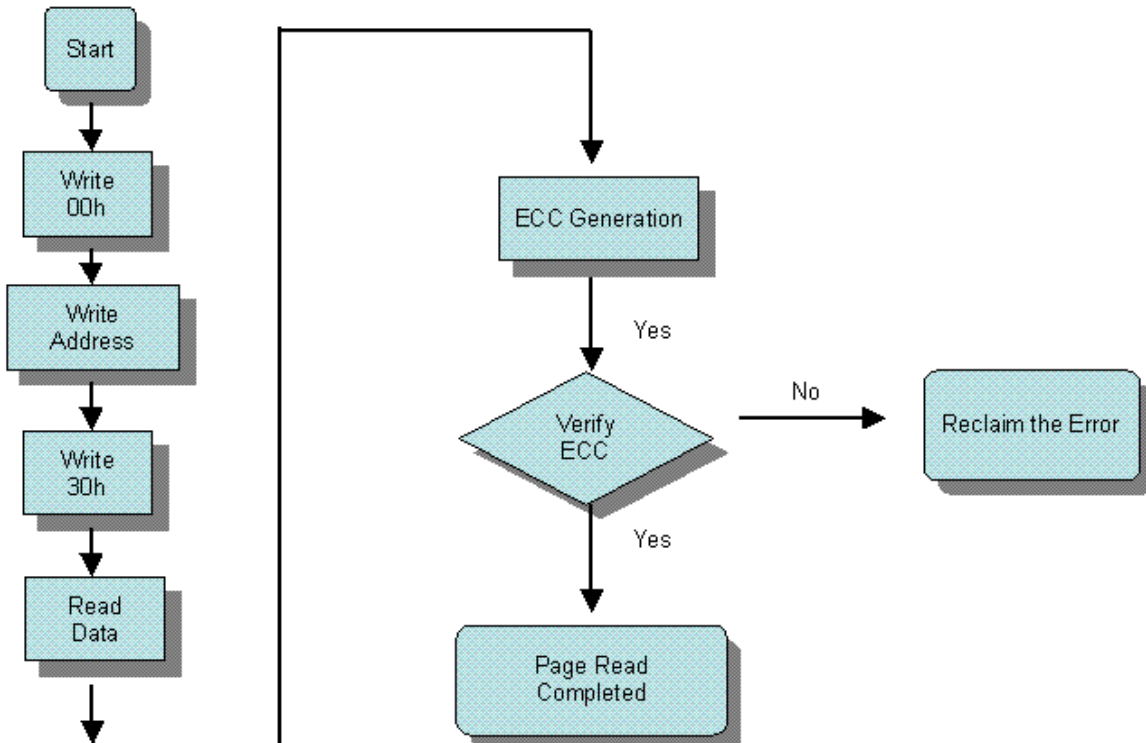 Start
Write
00h
Write
Address
Write
30h
Read
Data
ECC Generation
Yes
Verify
ECC
No
Reclaim the Error
Yes
Page Read
Completed